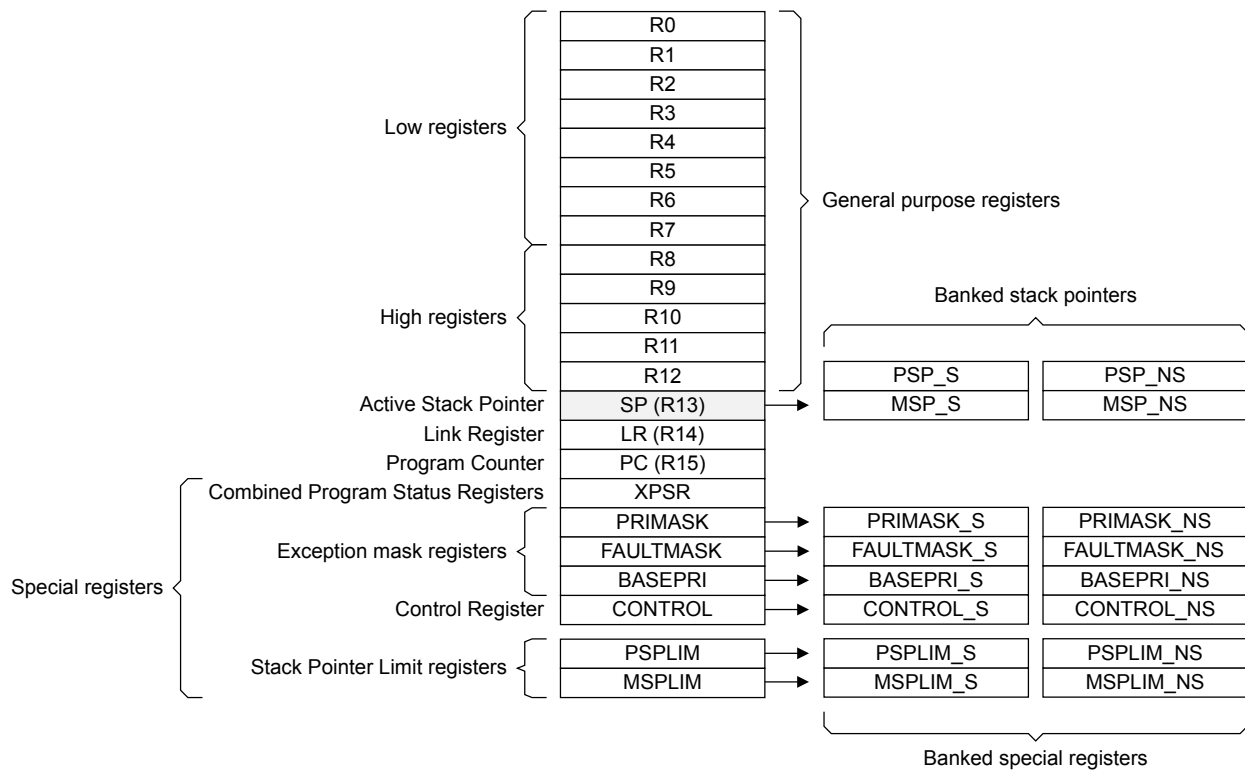 R0
R1
R2
R3
Low registers
R4
R5
R6
General purpose registers
R7
R8
R9
Banked stack pointers
High registers
R10
R11
R12
PSP_S
PSP_NS
Active Stack Pointer
SP (R13)
MSP_S
MSP_NS
Link Register
LR (R14)
Program Counter
PC (R15)
Combined Program Status Registers
XPSR
PRIMASK
PRIMASK_S
PRIMASK_NS
Exception mask registers
FAULTMASK
FAULTMASK_S
FAULTMASK_NS
Special registers
BASEPRI
BASEPRI_S
BASEPRI_NS
Control Register
CONTROL
CONTROL_S
CONTROL_NS
Stack Pointer Limit registers
PSPLIM
PSPLIM_S
PSPLIM_NS
MSPLIM
MSPLIM_S
MSPLIM_NS
Banked special registers